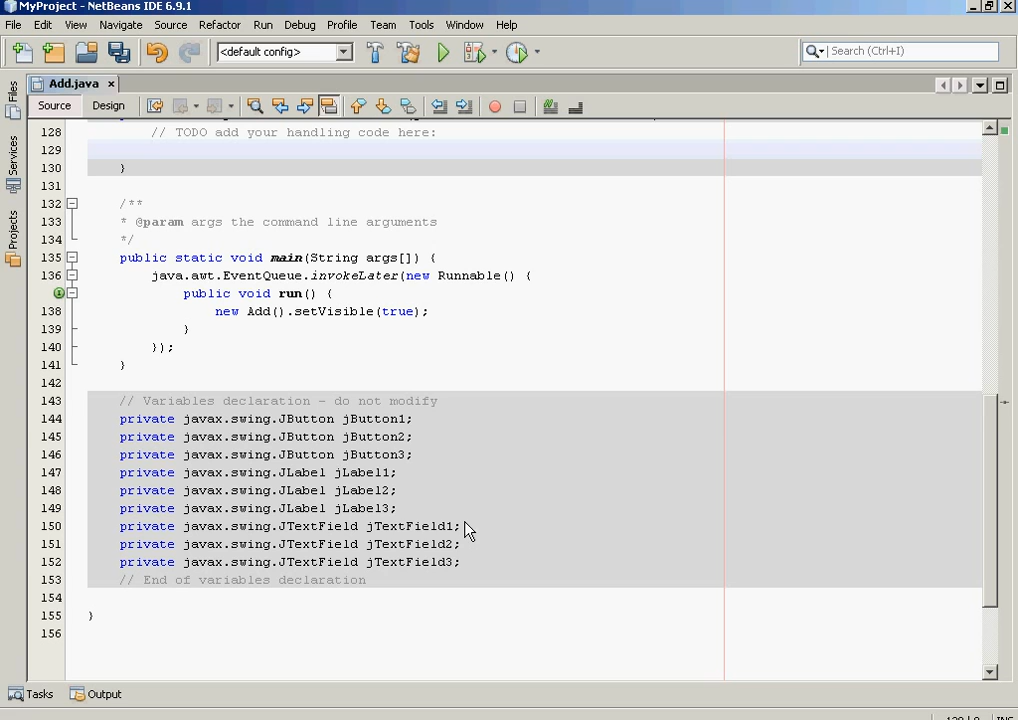 MyProject - NetBeans IDE 6.9.1
File Edit View Navigate Source Refactor Run Debug Profile Team Tools Window Help
<default config>
Search (Ctrl+I)
Files
Services
Projects
Add.java x
Source Design
128 // TODO add your handling code here:
129
130 }
131
132 /**
133 * @param args the command line arguments
134 */
135 public static void main(String args[]) {
136 java.awt.EventQueue.invokeLater(new Runnable() {
public void run() {
138 new Add().setVisible(true);
139 }
140 });
141 }
142
143 // Variables declaration - do not modify
144 private javax.swing.JButton jButton1;
145 private javax.swing.JButton jButton2;
146 private javax.swing.JButton jButton3;
147 private javax.swing.JLabel jLabel1;
148 private javax.swing.JLabel jLabel2;
149 private javax.swing.JLabel jLabel3;
150 private javax.swing.JTextField jTextField1;
151 private javax.swing.JTextField jTextField2;
152 private javax.swing.JTextField jTextField3;
153 // End of variables declaration
154
155 }
156
Tasks Output